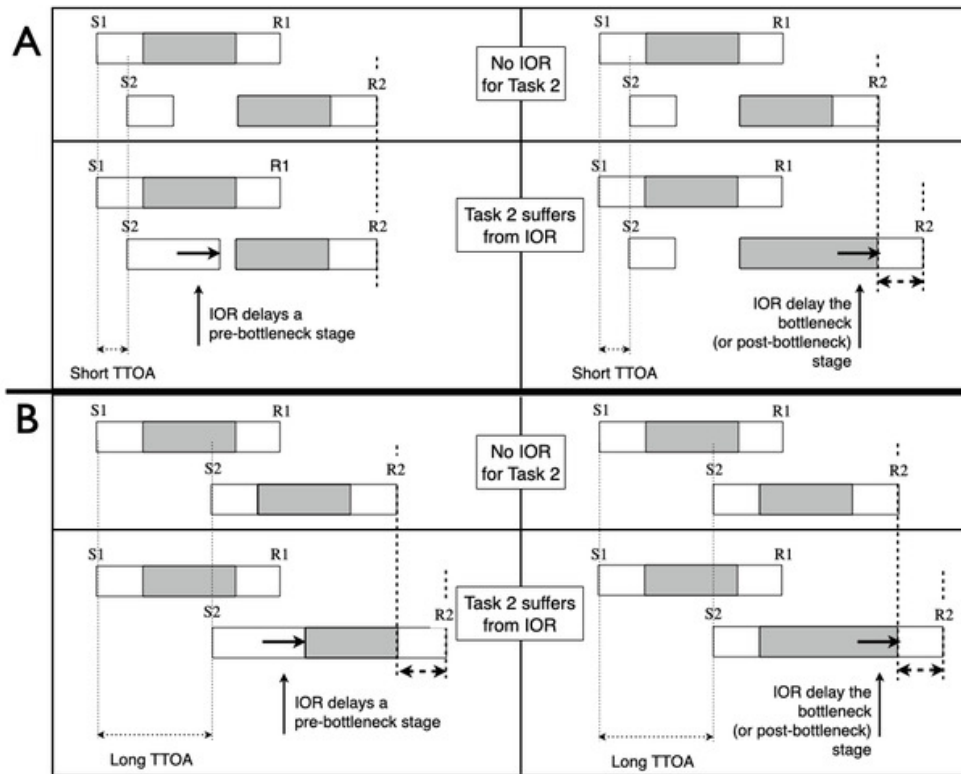 A
S1
R1
S2
R2
No IOR
for Task 2
S1
R1
S2
R2
S1
R1
S2
R2
Task 2 suffers
from IOR
S1
R1
S2
R2
IOR delays a
pre-bottleneck stage
Short TTOA
IOR delay the
bottleneck
(or post-bottleneck)
stage
Short TTOA
B
S1
R1
S2
R2
No IOR
for Task 2
S1
R1
S2
R2
S1
R1
S2
R2
Task 2 suffers
from IOR
S1
R1
S2
R2
IOR delays a
pre-bottleneck stage
Long TTOA
IOR delay the
bottleneck
(or post-bottleneck)
stage
Long TTOA